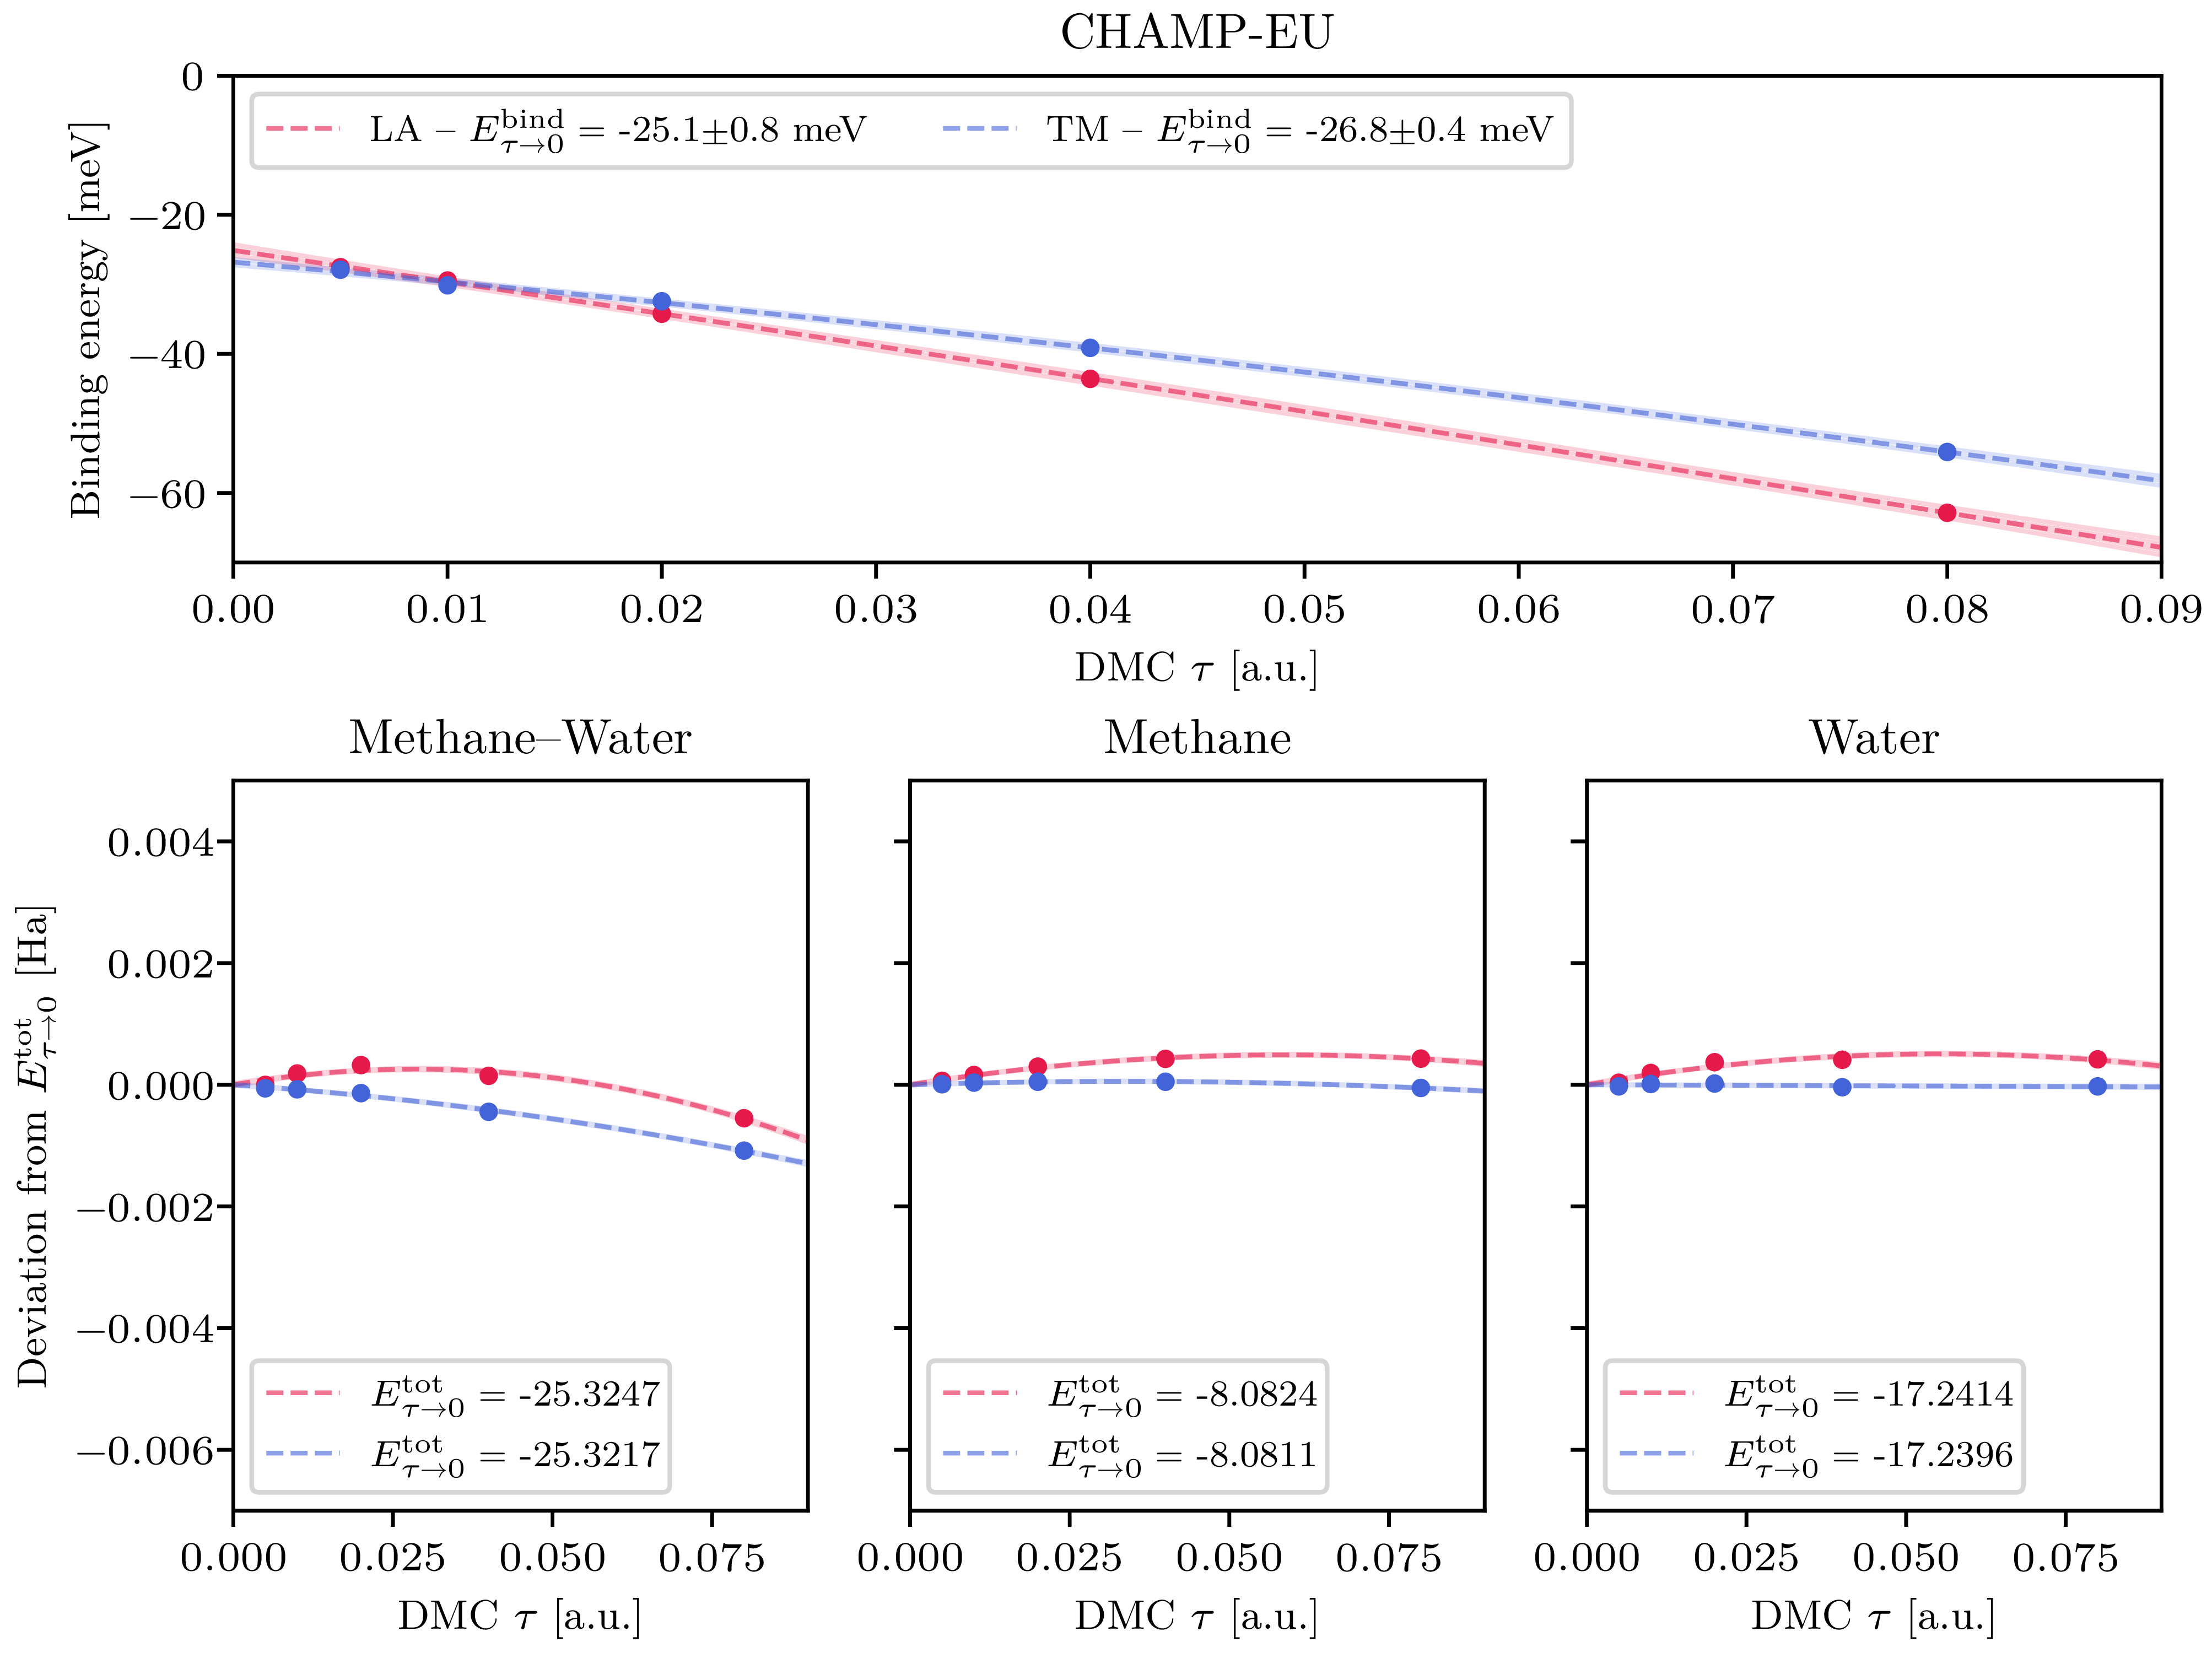 CHAMP-EU
Binding energy [meV]
0
−20
−40
−60
LA – E^bind_τ→0 = -25.1±0.8 meV
TM – E^bind_τ→0 = -26.8±0.4 meV
0.00 0.01 0.02 0.03 0.04 0.05 0.06 0.07 0.08 0.09
DMC τ [a.u.]
Methane–Water
Methane
Water
Deviation from E^tot_τ→0 [Ha]
0.004
0.002
0.000
−0.002
−0.004
−0.006
E^tot_τ→0 = -25.3247
E^tot_τ→0 = -25.3217
E^tot_τ→0 = -8.0824
E^tot_τ→0 = -8.0811
E^tot_τ→0 = -17.2414
E^tot_τ→0 = -17.2396
0.000 0.025 0.050 0.075
0.000 0.025 0.050 0.075
0.000 0.025 0.050 0.075
DMC τ [a.u.]
DMC τ [a.u.]
DMC τ [a.u.]